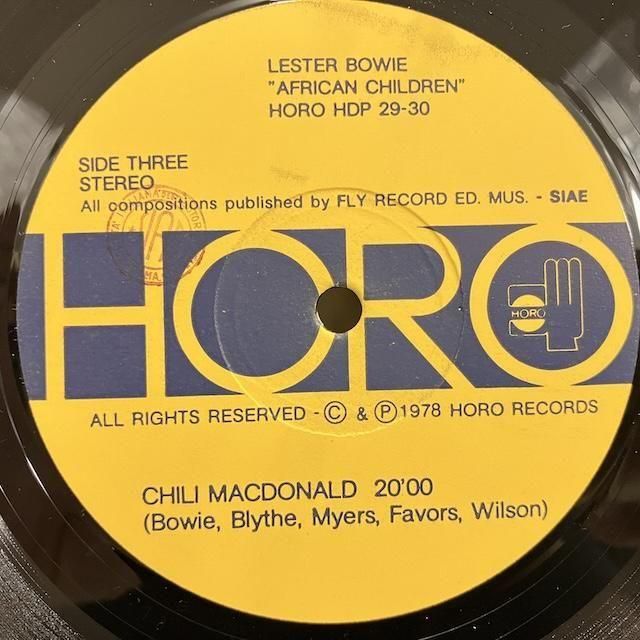 LESTER BOWIE
"AFRICAN CHILDREN"
HORO HDP 29-30
SIDE THREE
STEREO
All compositions published by FLY RECORD ED. MUS. - SIAE
HORO
HORO
ALL RIGHTS RESERVED - © & ℗ 1978 HORO RECORDS
CHILI MACDONALD 20'00
(Bowie, Blythe, Myers, Favors, Wilson)